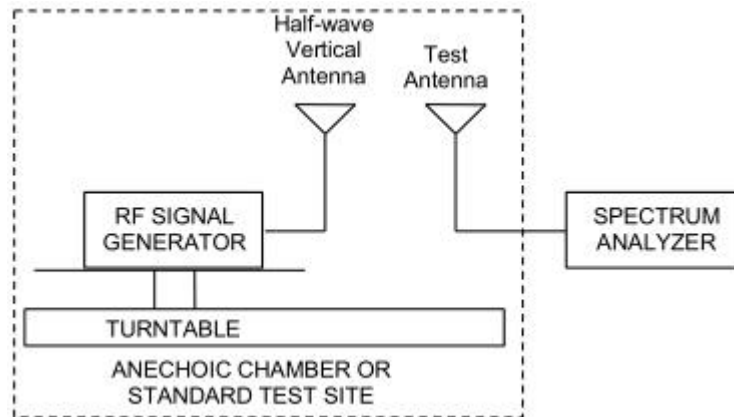 Half-wave
Vertical
Antenna
Test
Antenna
RF SIGNAL
GENERATOR
SPECTRUM
ANALYZER
TURNTABLE
ANECHOIC CHAMBER OR
STANDARD TEST SITE